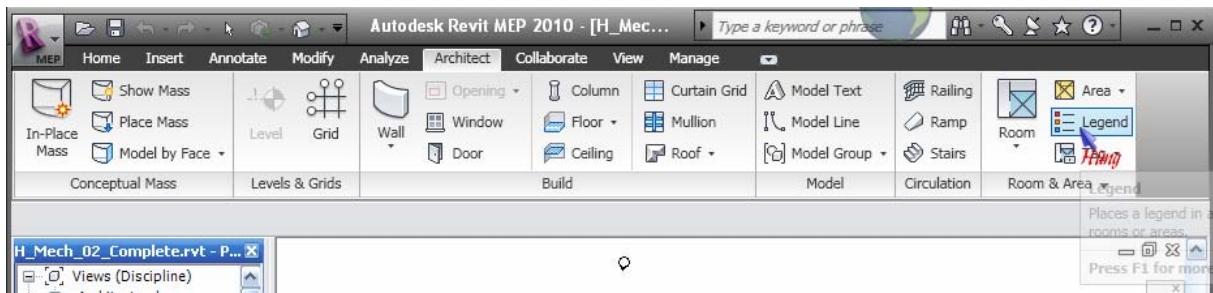 Autodesk Revit MEP 2010 - [H_Mec... Type a keyword or phrase
MEP Home Insert Annotate Modify Analyze Architect Collaborate View Manage
In-Place Mass
Show Mass
Place Mass
Model by Face
Conceptual Mass
Level
Grid
Levels & Grids
Wall
Opening
Window
Door
Column
Floor
Ceiling
Curtain Grid
Mullion
Roof
Build
Model Text
Model Line
Model Group
Model
Railing
Ramp
Stairs
Circulation
Room
Area
Legend
Hung
Room & Area
Legend
Places a legend in a
rooms or areas.
Press F1 for more
H_Mech_02_Complete.rvt - P...
Views (Discipline)